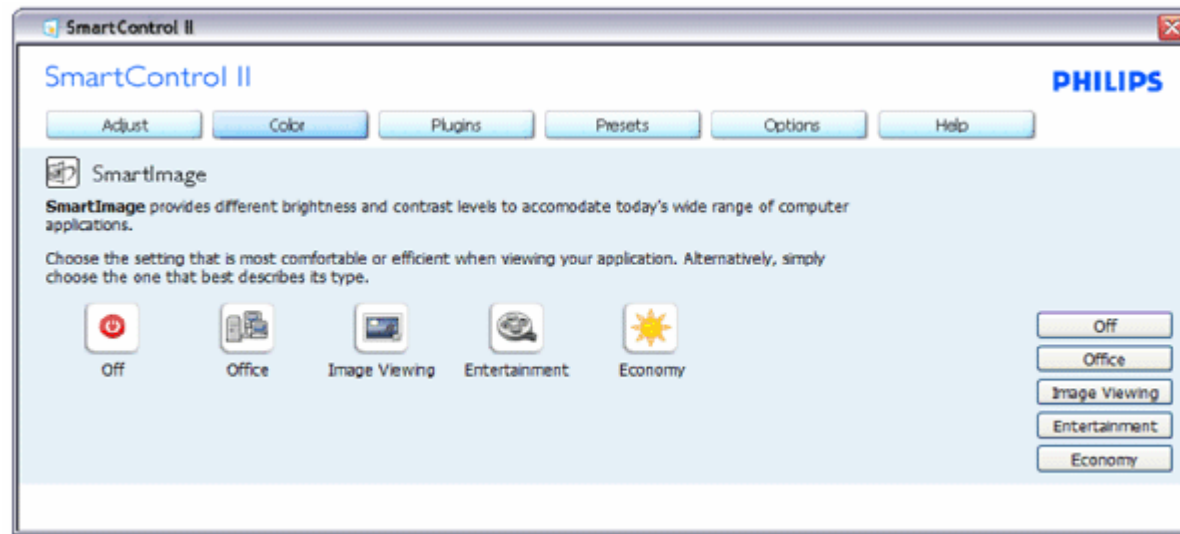 SmartControl II
SmartControl II
PHILIPS
Adjust Color Plugins Presets Options Help
SmartImage
SmartImage provides different brightness and contrast levels to accomodate today's wide range of computer
applications.
Choose the setting that is most comfortable or efficient when viewing your application. Alternatively, simply
choose the one that best describes its type.
Off Office Image Viewing Entertainment Economy
Off
Office
Image Viewing
Entertainment
Economy